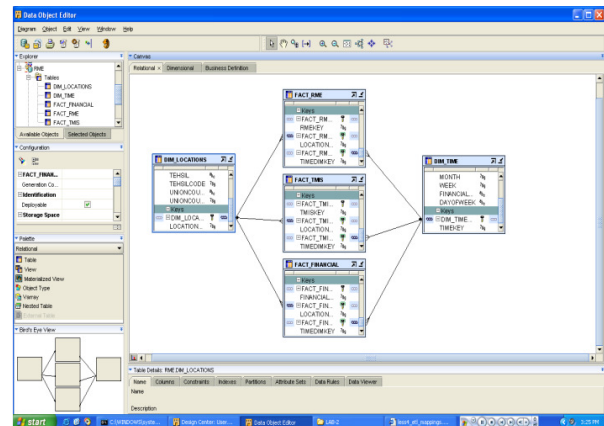 Data Object Editor
Diagram Object Edit View Window Help
Explorer
RME
Tables
DIM_LOCATIONS
DIM_TIME
FACT_FINANCIAL
FACT_RME
FACT_TMIS
Available Objects Selected Objects
Configuration
FACT_FINAN...
Generation Co...
Identification
Deployable
Storage Space
Palette
Relational
Table
View
Materialized View
Object Type
Varray
Nested Table
External Table
Bird's Eye View
Canvas
Relational Dimensional Business Definition
FACT_RME
Keys
FACT_RM...
RMEKEY
FACT_RM...
LOCATION...
FACT_RM...
TIMEDIMKEY
DIM_LOCATIONS
TEHSIL
TEHSILCODE
UNIONCOU...
UNIONCOU...
Keys
DIM_LOCA...
LOCATION...
FACT_TMIS
Keys
FACT_TMI...
TMISKEY
FACT_TMI...
LOCATION...
FACT_TMI...
TIMEDIMKEY
DIM_TIME
MONTH
WEEK
FINANCIAL...
DAYOFWEEK
Keys
DIM_TIME...
TIMEKEY
FACT_FINANCIAL
Keys
FACT_FIN...
FINANCIAL...
FACT_FIN...
LOCATION...
FACT_FIN...
TIMEDIMKEY
Table Details: RME.DIM_LOCATIONS
Name Columns Constraints Indexes Partitions Attribute Sets Data Rules Data Viewer
Name
Description
start
C:\WINDOWS\syste...
Design Center: User...
Data Object Editor
LAB-2
3:25 PM